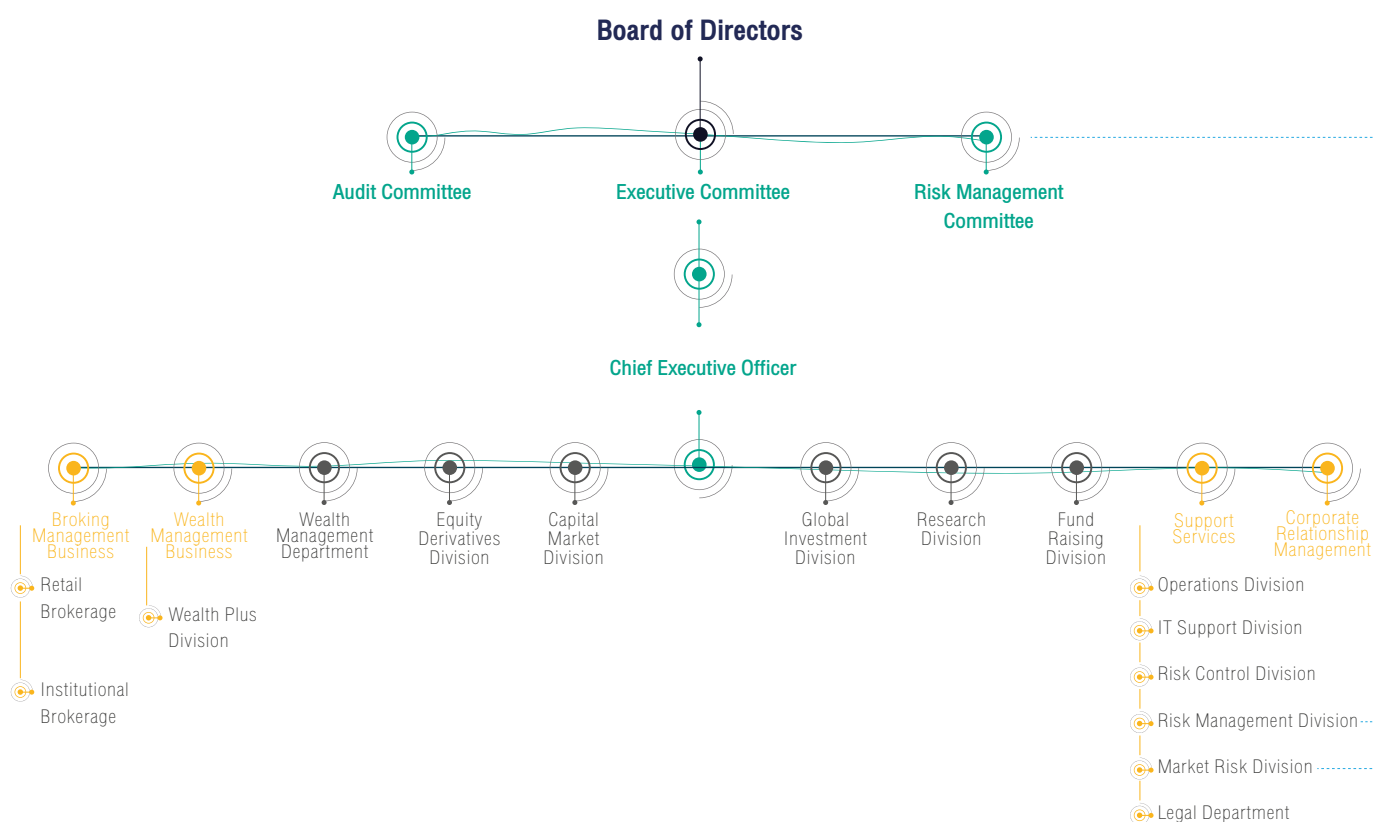 Board of Directors
Audit Committee
Executive Committee
Risk Management
Committee
Chief Executive Officer
Broking
Management
Business
Wealth
Management
Business
Wealth
Management
Department
Equity
Derivatives
Division
Capital
Market
Division
Global
Investment
Division
Research
Division
Fund
Raising
Division
Support
Services
Corporate
Relationship
Management
Retail
Brokerage
Institutional
Brokerage
Wealth Plus
Division
Operations Division
IT Support Division
Risk Control Division
Risk Management Division
Market Risk Division
Legal Department